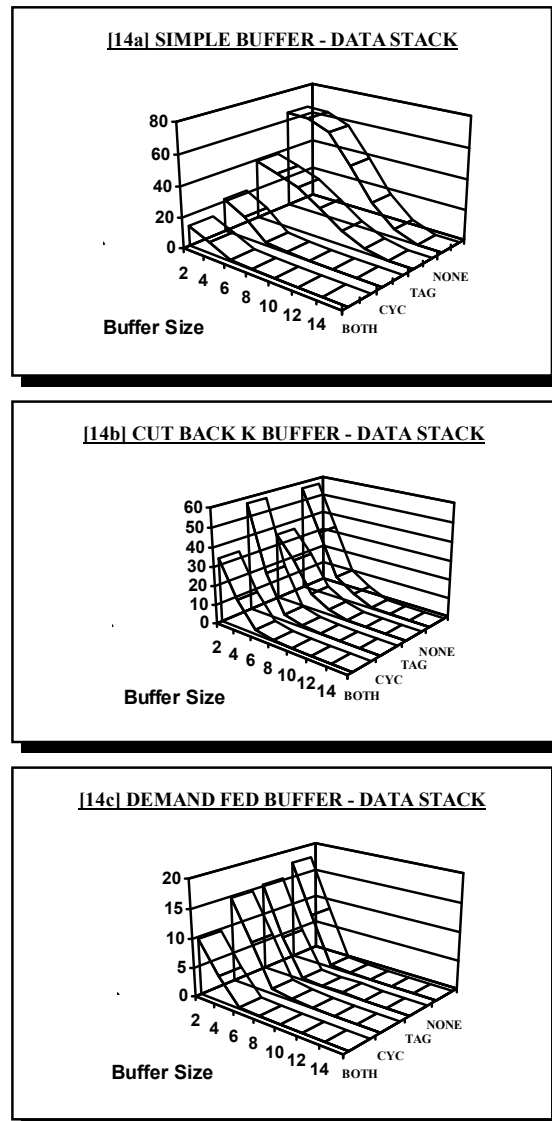 [14a] SIMPLE BUFFER - DATA STACK
80
60
40
20
0
2 4 6 8 10 12 14
BOTH CYC TAG NONE
Buffer Size
[14b] CUT BACK K BUFFER - DATA STACK
60
50
40
30
20
10
0
2 4 6 8 10 12 14
BOTH CYC TAG NONE
Buffer Size
[14c] DEMAND FED BUFFER - DATA STACK
20
15
10
5
0
2 4 6 8 10 12 14
BOTH CYC TAG NONE
Buffer Size